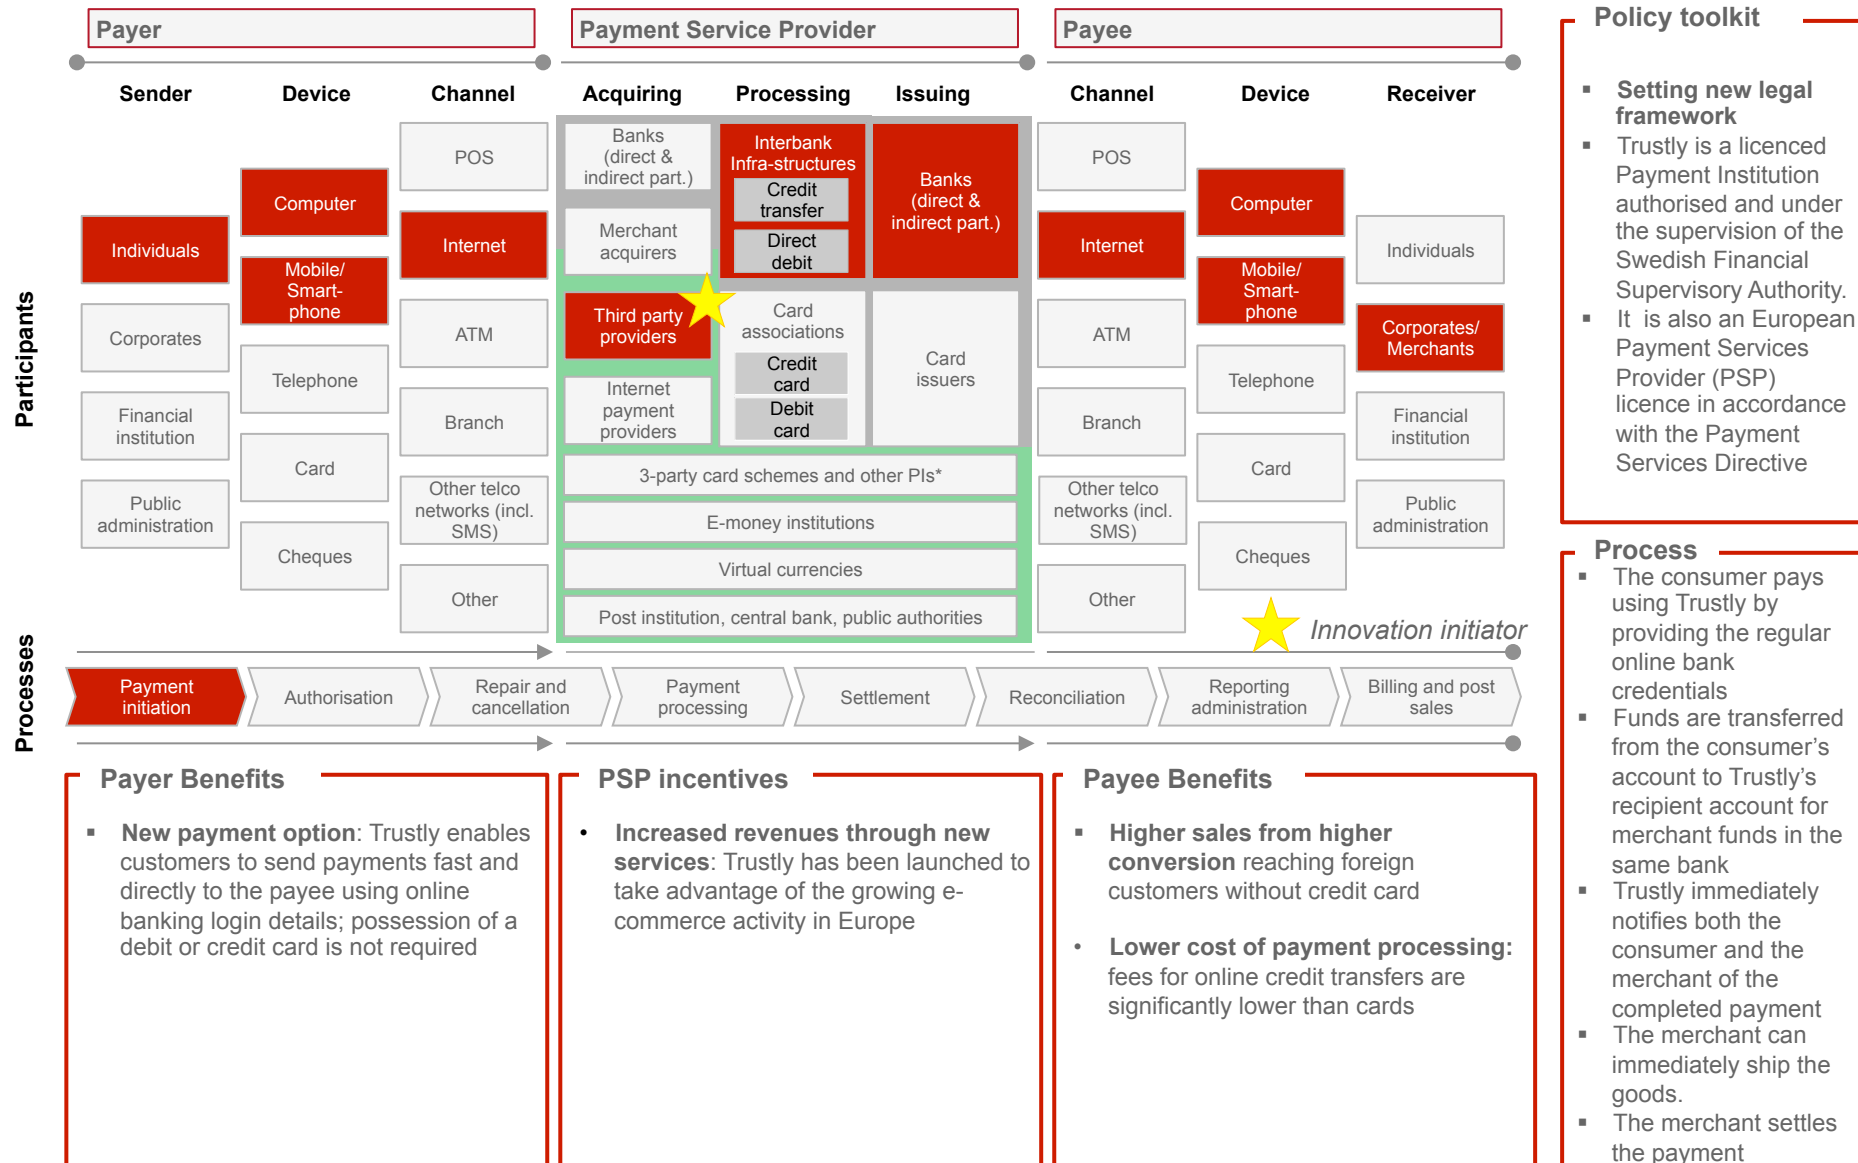 Payer
Payment Service Provider
Payee
Sender
Device
Channel
Acquiring
Processing
Issuing
Channel
Device
Receiver
Participants
Individuals
Corporates
Financial
institution
Public
administration
Computer
Mobile/
Smart-
phone
Telephone
Card
Cheques
POS
Internet
ATM
Branch
Other telco
networks (incl.
SMS)
Other
Banks
(direct &
indirect part.)
Merchant
acquirers
Third party
providers
Internet
payment
providers
Interbank
Infra-structures
Credit
transfer
Direct
debit
Card
associations
Credit
card
Debit
card
Banks
(direct &
indirect part.)
Card
issuers
3-party card schemes and other PIs*
E-money institutions
Virtual currencies
Post institution, central bank, public authorities
POS
Internet
ATM
Branch
Other telco
networks (incl.
SMS)
Other
Computer
Mobile/
Smart-
phone
Telephone
Card
Cheques
Individuals
Corporates/
Merchants
Financial
institution
Public
administration
Innovation initiator
Processes
Payment
initiation
Authorisation
Repair and
cancellation
Payment
processing
Settlement
Reconciliation
Reporting
administration
Billing and post
sales
Payer Benefits
▪ New payment option: Trustly enables
customers to send payments fast and
directly to the payee using online
banking login details; possession of a
debit or credit card is not required
PSP incentives
• Increased revenues through new
services: Trustly has been launched to
take advantage of the growing e-
commerce activity in Europe
Payee Benefits
▪ Higher sales from higher
conversion reaching foreign
customers without credit card
• Lower cost of payment processing:
fees for online credit transfers are
significantly lower than cards
Policy toolkit
▪ Setting new legal
framework
▪ Trustly is a licenced
Payment Institution
authorised and under
the supervision of the
Swedish Financial
Supervisory Authority.
▪ It is also an European
Payment Services
Provider (PSP)
licence in accordance
with the Payment
Services Directive
Process
▪ The consumer pays
using Trustly by
providing the regular
online bank
credentials
▪ Funds are transferred
from the consumer's
account to Trustly's
recipient account for
merchant funds in the
same bank
▪ Trustly immediately
notifies both the
consumer and the
merchant of the
completed payment
▪ The merchant can
immediately ship the
goods.
▪ The merchant settles
the payment